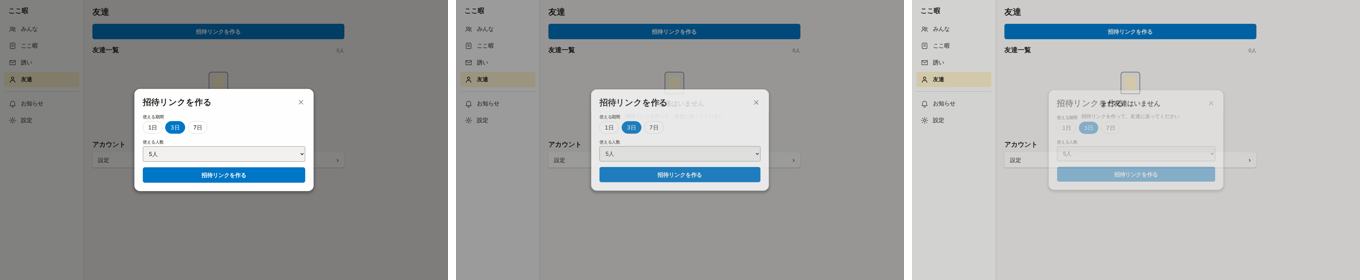 ここ暇
みんな
ここ暇
誘い
友達
お知らせ
設定
友達
招待リンクを作る
友達一覧
0人
招待リンクを作る
使える期間
1日
3日
7日
使える人数
5人
招待リンクを作る
アカウント
設定
ここ暇
みんな
ここ暇
誘い
友達
お知らせ
設定
友達
招待リンクを作る
友達一覧
0人
招待リンクを作る
はいません
使える期間
1日
3日
7日
使える人数
5人
招待リンクを作る
アカウント
設定
ここ暇
みんな
ここ暇
誘い
友達
お知らせ
設定
友達
招待リンクを作る
友達一覧
0人
招待リンクを作る
友達はいません
使える期間
招待リンクを作って、友達に送ってください
1日
3日
7日
使える人数
5人
招待リンクを作る
アカウント
設定